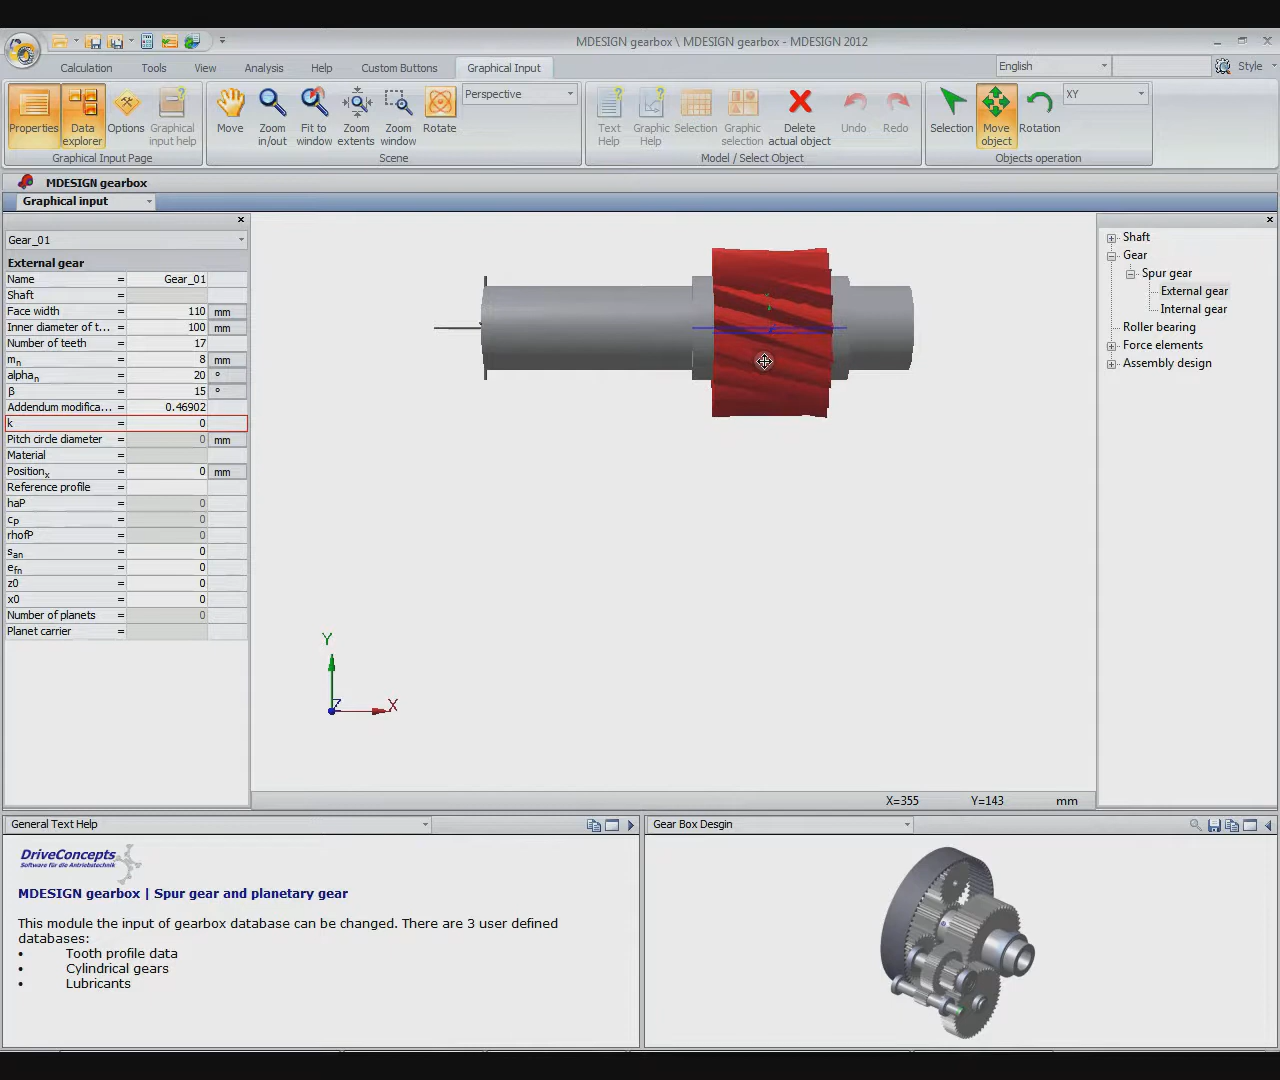 MDESIGN gearbox \ MDESIGN gearbox - MDESIGN 2012
Calculation Tools View Analysis Help Custom Buttons Graphical Input English Style
Properties Data explorer Options Graphical input help
Graphical Input Page
Move Zoom in/out Fit to window Zoom extents Zoom window Rotate Perspective
Scene
Text Help Graphic Help Selection Graphic selection Delete actual object Undo Redo
Model / Select Object
Selection Move object Rotation XY
Objects operation
MDESIGN gearbox
Graphical input
Gear_01
External gear
Name = Gear_01
Shaft =
Face width = 110 mm
Inner diameter of t... = 100 mm
Number of teeth = 17
mn = 8 mm
alphan = 20 °
β = 15 °
Addendum modifica... = 0.46902
k = 0
Pitch circle diameter = 0 mm
Material =
Positionx = 0 mm
Reference profile =
haP = 0
cP = 0
rhofP = 0
san = 0
efn = 0
z0 = 0
x0 = 0
Number of planets = 0
Planet carrier =
Y
Z
X
X=355 Y=143 mm
Shaft
Gear
Spur gear
External gear
Internal gear
Roller bearing
Force elements
Assembly design
General Text Help
DriveConcepts
Software für die Antriebstechnik
MDESIGN gearbox | Spur gear and planetary gear
This module the input of gearbox database can be changed. There are 3 user defined
databases:
• Tooth profile data
• Cylindrical gears
• Lubricants
Gear Box Desgin